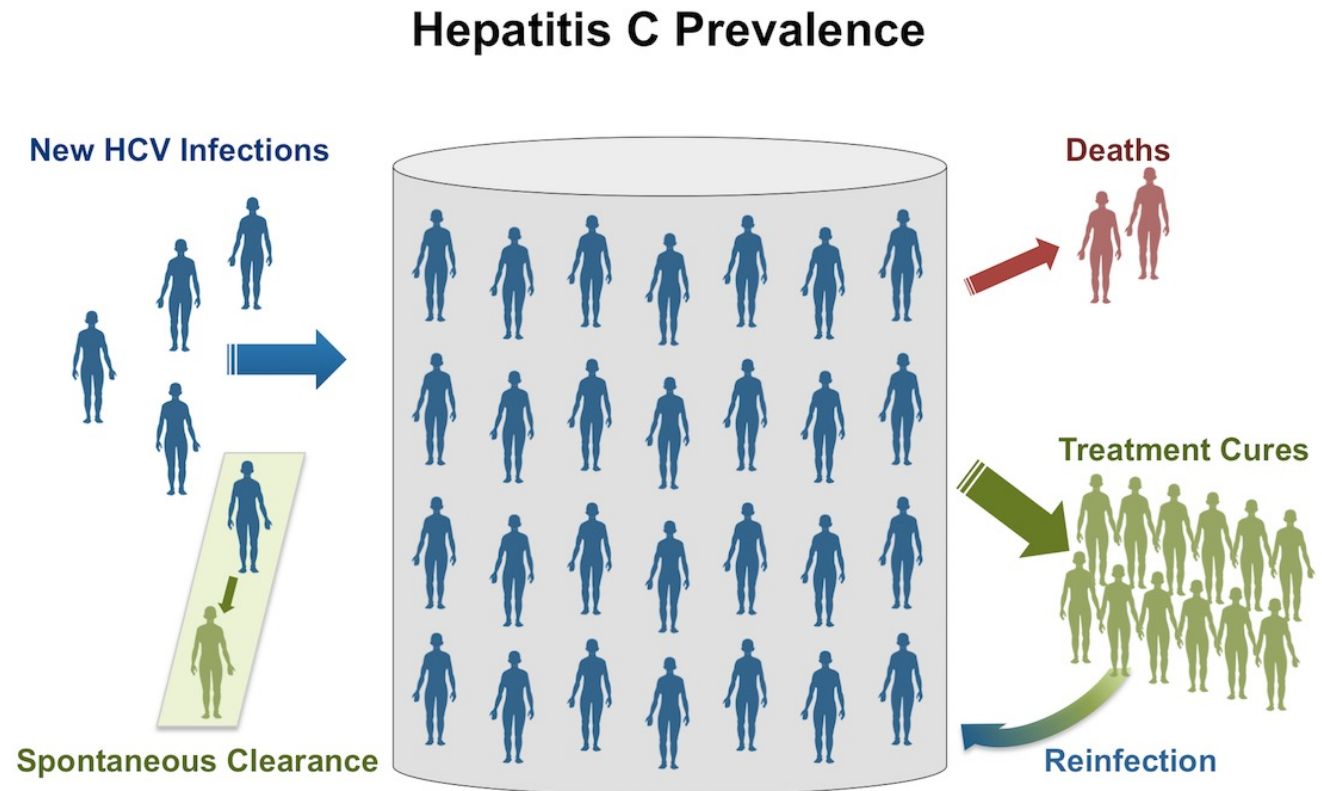 Hepatitis C Prevalence
New HCV Infections
Deaths
Treatment Cures
Spontaneous Clearance
Reinfection